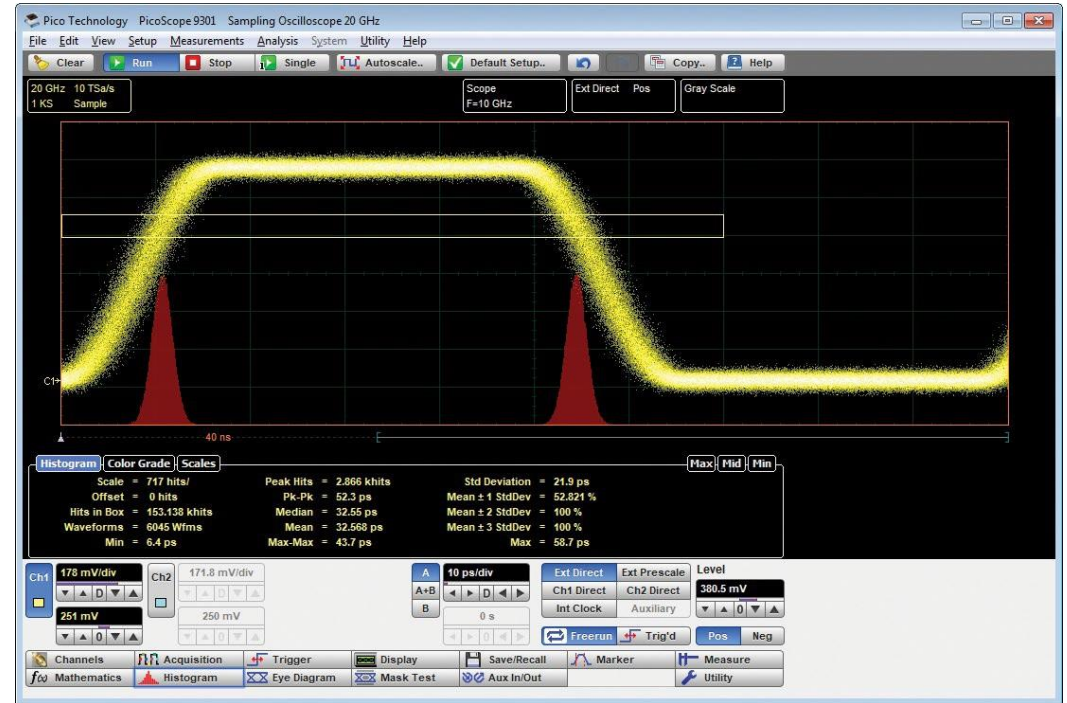 Pico Technology PicoScope 9301 Sampling Oscilloscope 20 GHz
File Edit View Setup Measurements Analysis System Utility Help
Clear Run Stop Single Autoscale.. Default Setup.. Copy.. Help
20 GHz 10 TSa/s
1 KS Sample
Scope
F=10 GHz
Ext Direct Pos
Gray Scale
C1
40 ns
Histogram Color Grade Scales Max Mid Min
Scale = 717 hits/ Peak Hits = 2.866 khits Std Deviation = 21.9 ps
Offset = 0 hits Pk-Pk = 52.3 ps Mean ± 1 StdDev = 52.821 %
Hits in Box = 153.138 khits Median = 32.55 ps Mean ± 2 StdDev = 100 %
Waveforms = 6045 Wfms Mean = 32.568 ps Mean ± 3 StdDev = 100 %
Min = 6.4 ps Max-Max = 43.7 ps Max = 58.7 ps
Ch1 178 mV/div Ch2 171.8 mV/div A 10 ps/div Ext Direct Ext Prescale Level
D D A+B D Ch1 Direct Ch2 Direct 380.5 mV
251 mV 250 mV B 0 s Int Clock Auxiliary 0
0 0 0 Freerun Trig'd Pos Neg
Channels Acquisition Trigger Display Save/Recall Marker Measure
f(x) Mathematics Histogram Eye Diagram Mask Test Aux In/Out Utility